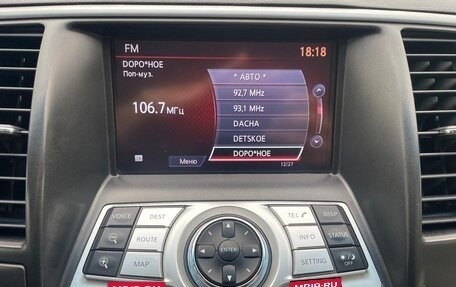 FM
18:18
DOPO*HOE
Поп-муз.
106.7 МГц
* АВТО *
92,7 MHz
93,1 MHz
DACHA
DETSKOE
DOPO*HOE
Меню
12/27
VOICE
DEST
ROUTE
MAP
ENTER
TEL
DISP
INFO
STATUS
SETTING
OFF